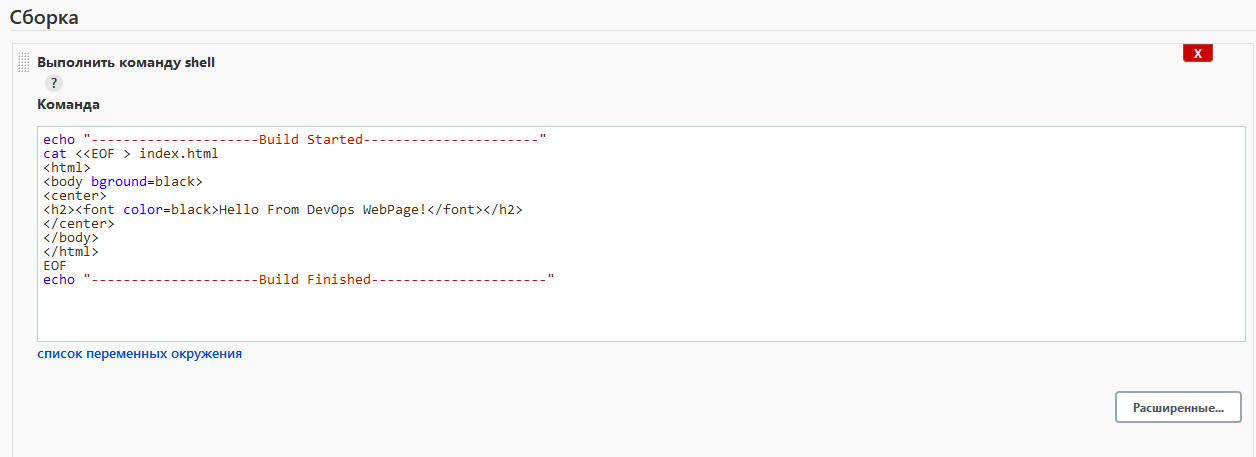 Сборка
X
Выполнить команду shell
?
Команда
echo "---------------------Build Started----------------------"
cat <<EOF > index.html
<html>
<body bground=black>
<center>
<h2><font color=black>Hello From DevOps WebPage!</font></h2>
</center>
</body>
</html>
EOF
echo "---------------------Build Finished----------------------"
список переменных окружения
Расширенные...